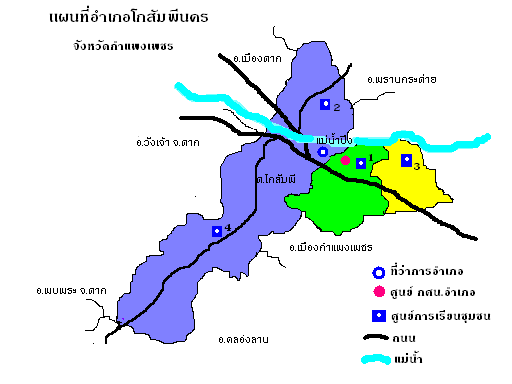 แผนที่อำเภอโกสัมพีนคร
จังหวัดกำแพงเพชร
อ.เมืองตาก
อ.พรานกระต่าย
2
อ.วังเจ้า จ.ตาก
แม่น้ำปิง
1
3
ต.โกสัมพี
4
อ.เมืองกำแพงเพชร
อ.พบพระ จ.ตาก
อ.คลองลาน
ที่ว่าการอำเภอ
ศูนย์ กศน.อำเภอ
ศูนย์การเรียนชุมชน
ถนน
แม่น้ำ